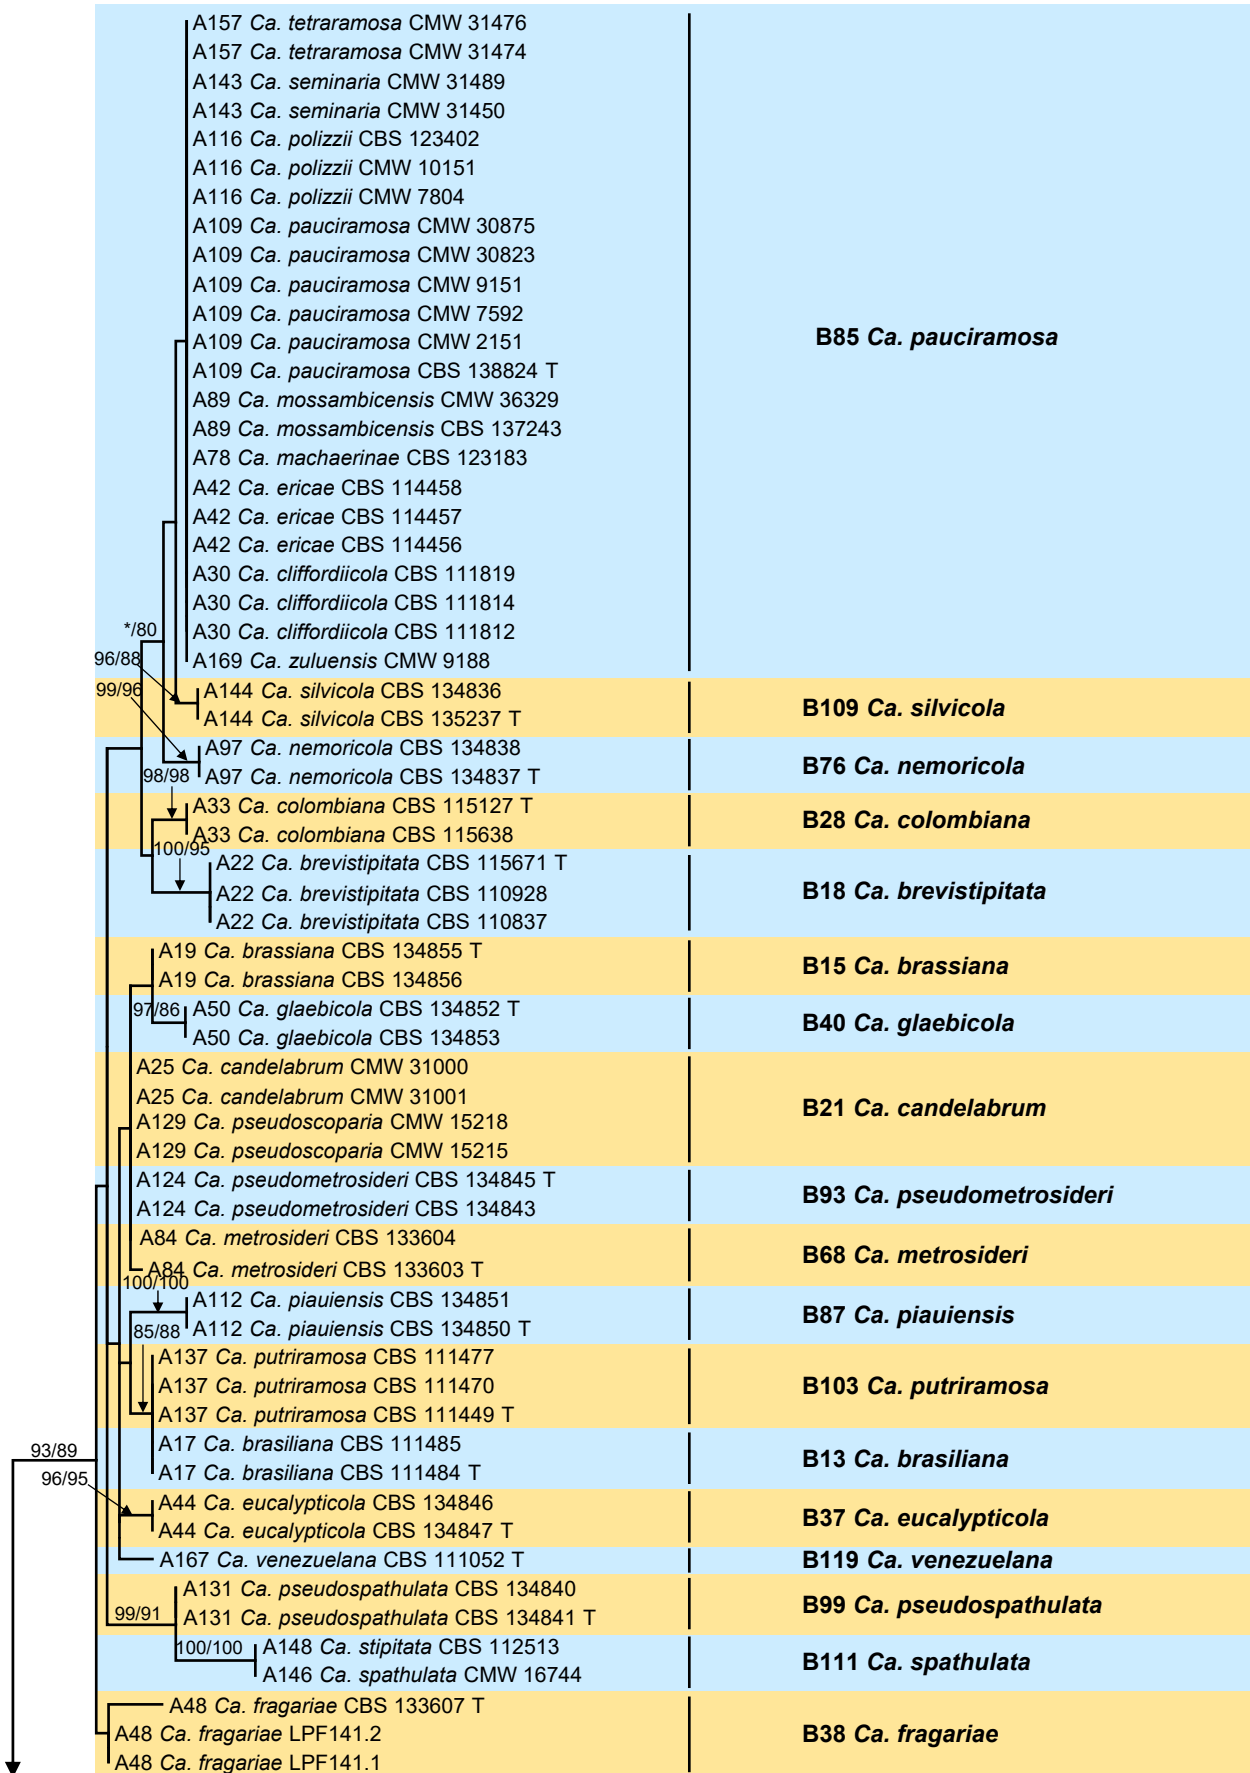 A157 Ca. tetraramosa CMW 31476
A157 Ca. tetraramosa CMW 31474
A143 Ca. seminaria CMW 31489
A143 Ca. seminaria CMW 31450
A116 Ca. polizzii CBS 123402
A116 Ca. polizzii CMW 10151
A116 Ca. polizzii CMW 7804
A109 Ca. pauciramosa CMW 30875
A109 Ca. pauciramosa CMW 30823
A109 Ca. pauciramosa CMW 9151
A109 Ca. pauciramosa CMW 7592
A109 Ca. pauciramosa CMW 2151
B85 Ca. pauciramosa
A109 Ca. pauciramosa CBS 138824 T
A89 Ca. mossambicensis CMW 36329
A89 Ca. mossambicensis CBS 137243
A78 Ca. machaerinae CBS 123183
A42 Ca. ericae CBS 114458
A42 Ca. ericae CBS 114457
A42 Ca. ericae CBS 114456
A30 Ca. cliffordiicola CBS 111819
A30 Ca. cliffordiicola CBS 111814
*/80
A30 Ca. cliffordiicola CBS 111812
96/88
A169 Ca. zuluensis CMW 9188
99/96
A144 Ca. silvicola CBS 134836
A144 Ca. silvicola CBS 135237 T
B109 Ca. silvicola
A97 Ca. nemoricola CBS 134838
98/98
A97 Ca. nemoricola CBS 134837 T
B76 Ca. nemoricola
A33 Ca. colombiana CBS 115127 T
A33 Ca. colombiana CBS 115638
B28 Ca. colombiana
100/95
A22 Ca. brevistipitata CBS 115671 T
A22 Ca. brevistipitata CBS 110928
A22 Ca. brevistipitata CBS 110837
B18 Ca. brevistipitata
A19 Ca. brassiana CBS 134855 T
A19 Ca. brassiana CBS 134856
B15 Ca. brassiana
97/86
A50 Ca. glaebicola CBS 134852 T
A50 Ca. glaebicola CBS 134853
B40 Ca. glaebicola
A25 Ca. candelabrum CMW 31000
A25 Ca. candelabrum CMW 31001
A129 Ca. pseudoscoparia CMW 15218
A129 Ca. pseudoscoparia CMW 15215
B21 Ca. candelabrum
A124 Ca. pseudometrosideri CBS 134845 T
A124 Ca. pseudometrosideri CBS 134843
B93 Ca. pseudometrosideri
A84 Ca. metrosideri CBS 133604
A84 Ca. metrosideri CBS 133603 T
B68 Ca. metrosideri
100/100
A112 Ca. piauiensis CBS 134851
A112 Ca. piauiensis CBS 134850 T
B87 Ca. piauiensis
85/88
A137 Ca. putriramosa CBS 111477
A137 Ca. putriramosa CBS 111470
A137 Ca. putriramosa CBS 111449 T
B103 Ca. putriramosa
93/89
A17 Ca. brasiliana CBS 111485
A17 Ca. brasiliana CBS 111484 T
B13 Ca. brasiliana
96/95
A44 Ca. eucalypticola CBS 134846
A44 Ca. eucalypticola CBS 134847 T
B37 Ca. eucalypticola
A167 Ca. venezuelana CBS 111052 T
B119 Ca. venezuelana
A131 Ca. pseudospathulata CBS 134840
99/91
A131 Ca. pseudospathulata CBS 134841 T
B99 Ca. pseudospathulata
100/100
A148 Ca. stipitata CBS 112513
A146 Ca. spathulata CMW 16744
B111 Ca. spathulata
A48 Ca. fragariae CBS 133607 T
A48 Ca. fragariae LPF141.2
A48 Ca. fragariae LPF141.1
B38 Ca. fragariae